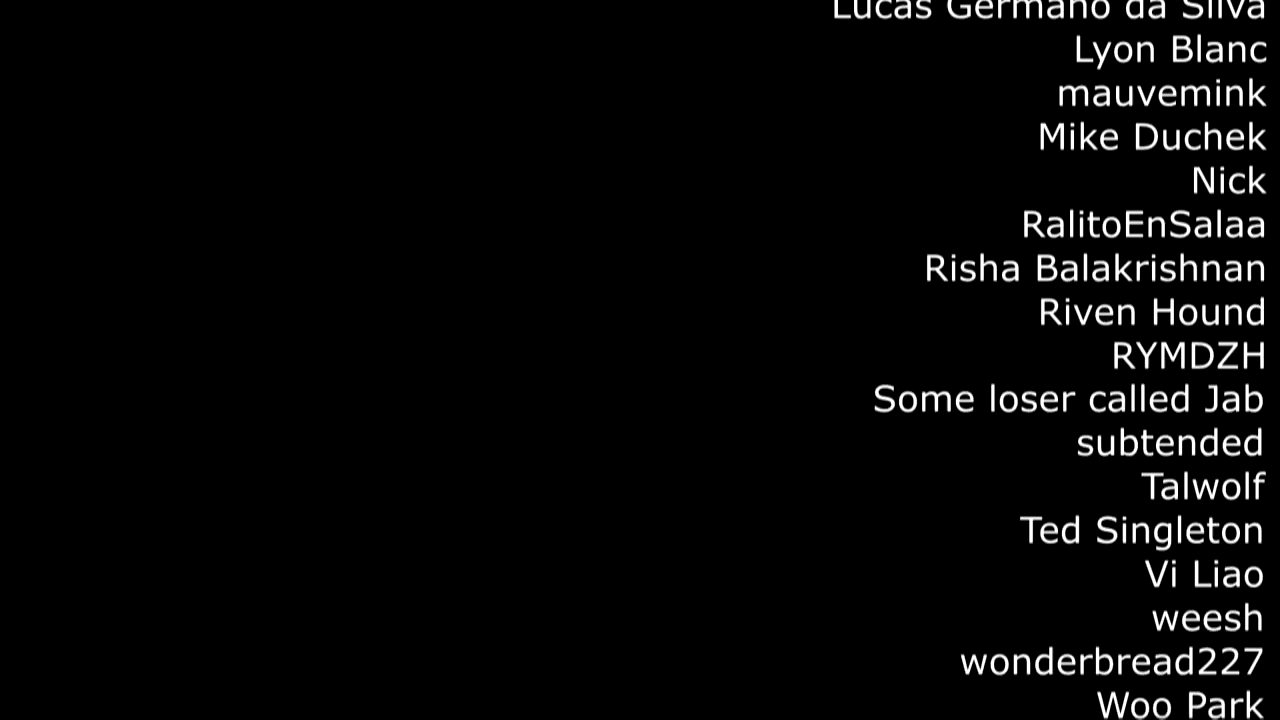 Lucas Germano da Silva
Lyon Blanc
mauvemink
Mike Duchek
Nick
RalitoEnSalaa
Risha Balakrishnan
Riven Hound
RYMDZH
Some loser called Jab
subtended
Talwolf
Ted Singleton
Vi Liao
weesh
wonderbread227
Woo Park